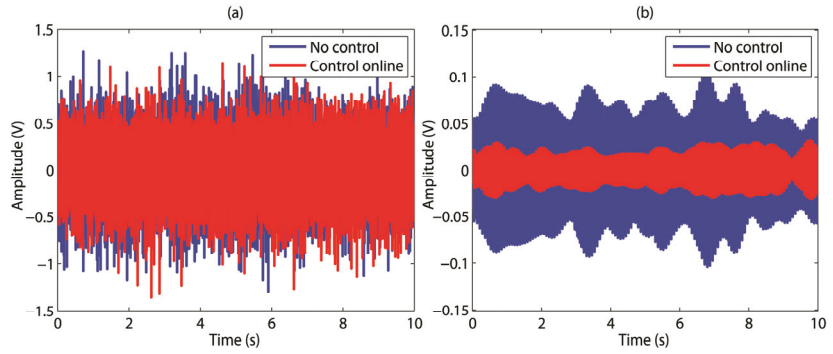 (a)
1.5
1
0.5
0
−0.5
−1
−1.5
Amplitude (V)
No control
Control online
0 2 4 6 8 10
Time (s)
(b)
0.15
0.1
0.05
0
−0.05
−0.1
−0.15
Amplitude (V)
No control
Control online
0 2 4 6 8 10
Time (s)